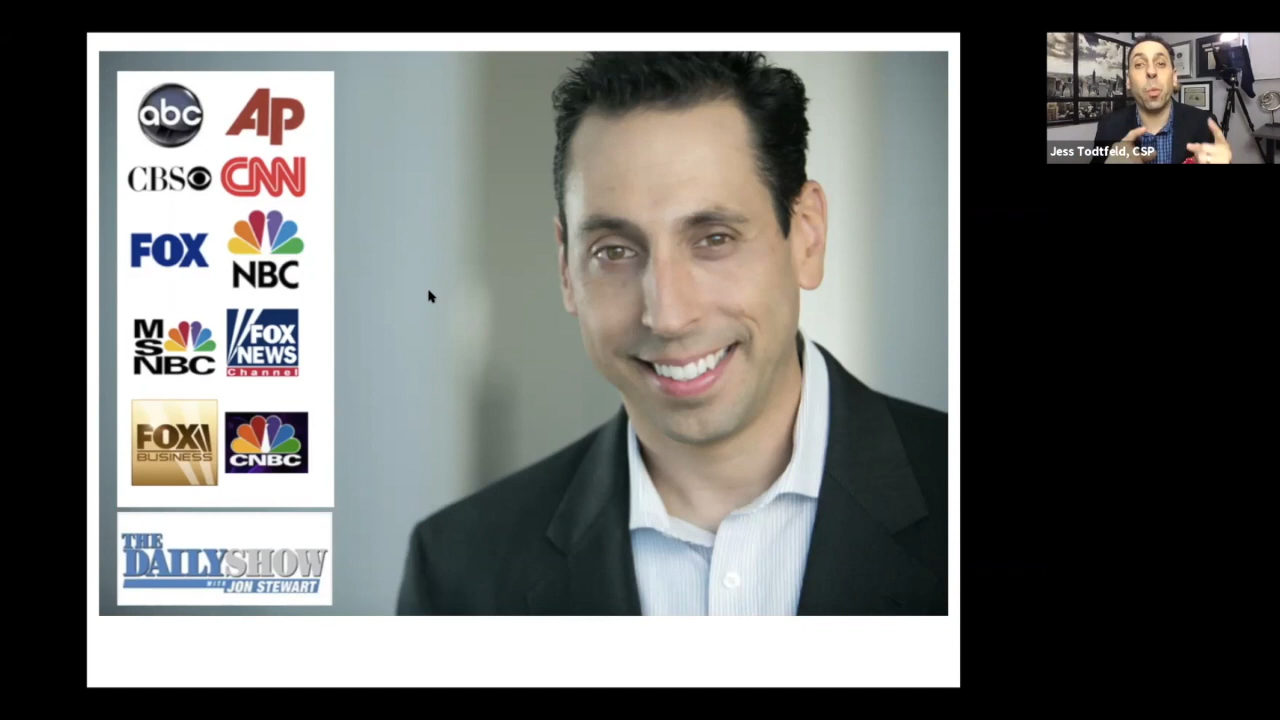 abc
AP
CBS
CNN
FOX
NBC
MSNBC
FOX
NEWS
Channel
FOX
BUSINESS
CNBC
THE
DAILY SHOW
WITH JON STEWART
Jess Todtfeld, CSP